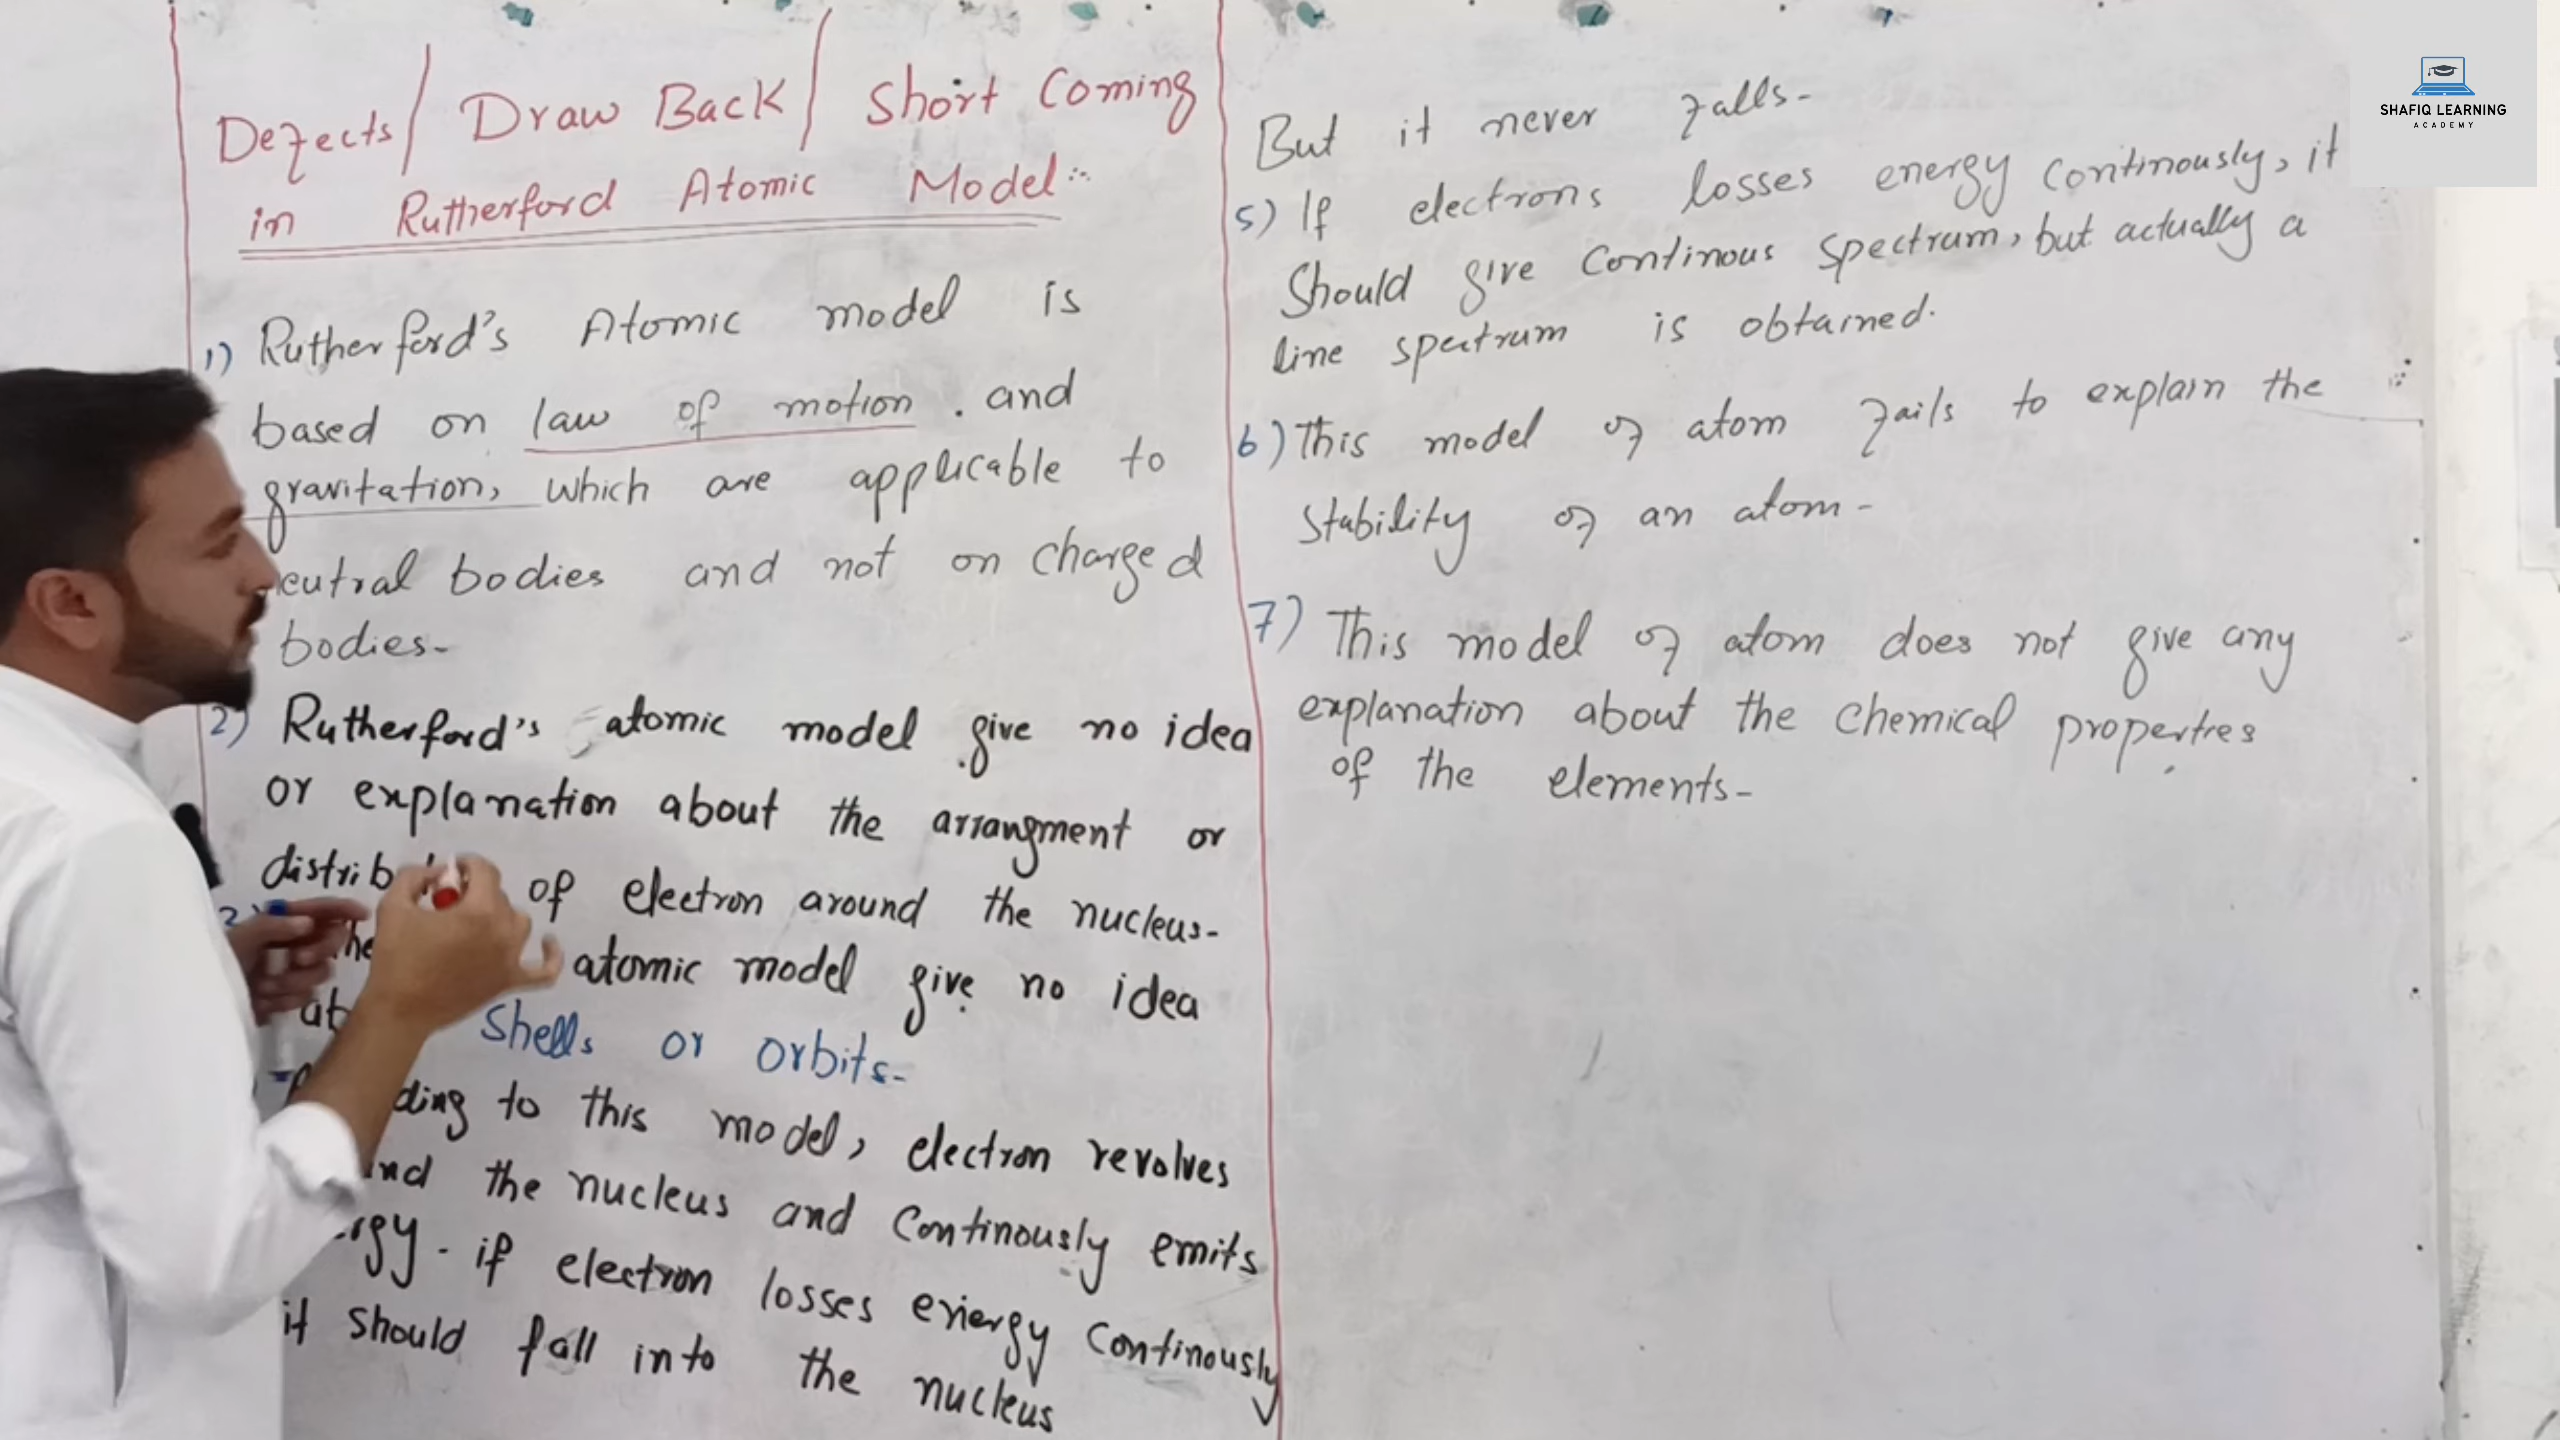 Defects/ Draw Back/ Short Coming
in Rutherford Atomic Model:-
1) Rutherford's Atomic model is
based on law of motion . and
gravitation, which are applicable to
eutral bodies and not on charged
bodies-
2) Rutherford's atomic model give no idea
or explanation about the arrangment or
distrib of electron around the nucleus-
3) he atomic model give no idea
ab Shells or orbits-
ding to this model, electron revolves
und the nucleus and Continously emits
rgy - if electron losses energy Continously
it should fall into the nucleus
But it never falls-
5) If electrons losses energy continously, it
Should give Continous Spectrum, but actually a
line spectrum is obtained.
6) This model of atom fails to explain the
Stability of an atom-
7) This model of atom does not give any
explanation about the Chemical properties
of the elements-
SHAFIQ LEARNING
ACADEMY